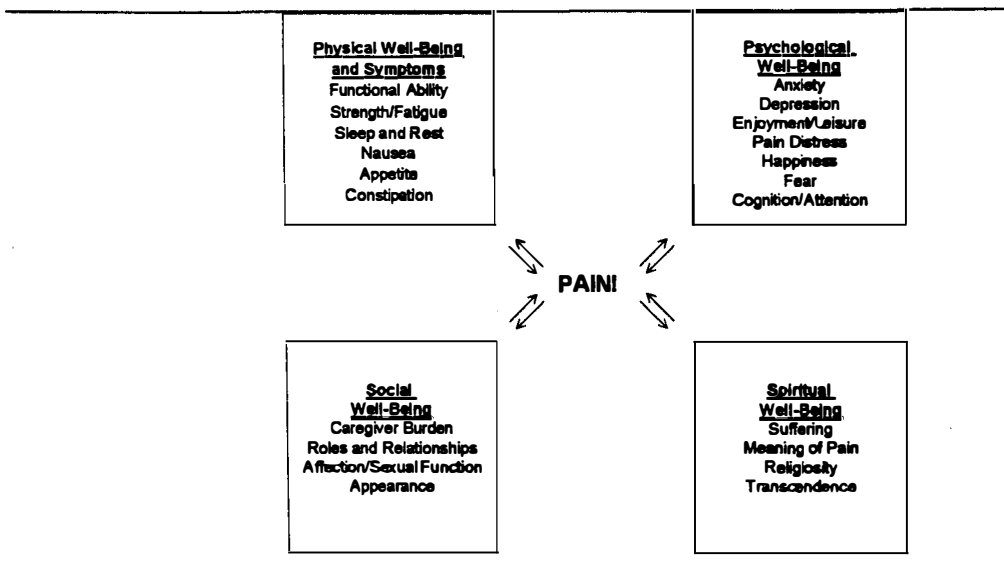 Physical Well-Being
and Symptoms
Functional Ability
Strength/Fatigue
Sleep and Rest
Nausea
Appetite
Constipation
Psychological
Well-Being
Anxiety
Depression
Enjoyment/Leisure
Pain Distress
Happiness
Fear
Cognition/Attention
PAIN!
Social
Well-Being
Caregiver Burden
Roles and Relationships
Affection/Sexual Function
Appearance
Spiritual
Well-Being
Suffering
Meaning of Pain
Religiosity
Transcendence